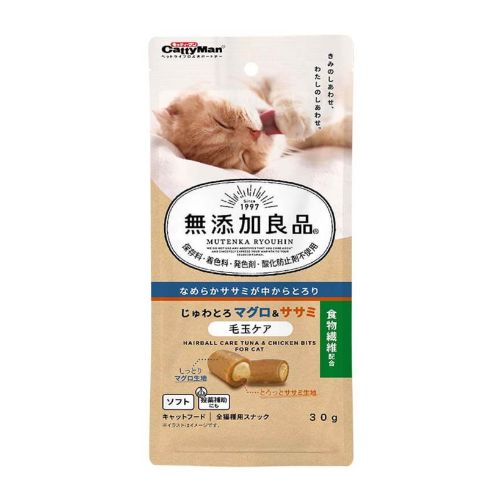 キャティーマン
CattyMan
ペットライフのよきパートナー
きみのしあわせ、
わたしのしあわせ。
Since
1997
無添加良品®
MUTENKA RYOUHIN
保存料・着色料・発色剤・酸化防止剤不使用
なめらかササミが中からとろり
じゅわとろマグロ&ササミ
毛玉ケア
HAIRBALL CARE TUNA & CHICKEN BITS
FOR CAT
食物繊維配合
しっとり
マグロ生地
とろっとササミ生地
ソフト
投薬補助
にも
キャットフード 全猫種用スナック
※イラストはイメージです。
30g